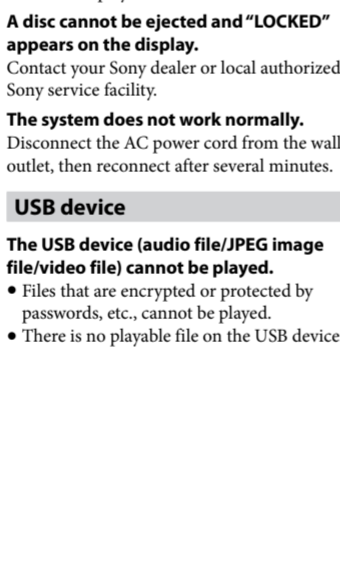 A disc cannot be ejected and “LOCKED”
appears on the display.
Contact your Sony dealer or local authorized
Sony service facility.
The system does not work normally.
Disconnect the AC power cord from the wall
outlet, then reconnect after several minutes.
USB device
The USB device (audio file/JPEG image
file/video file) cannot be played.
● Files that are encrypted or protected by
passwords, etc., cannot be played.
● There is no playable file on the USB device